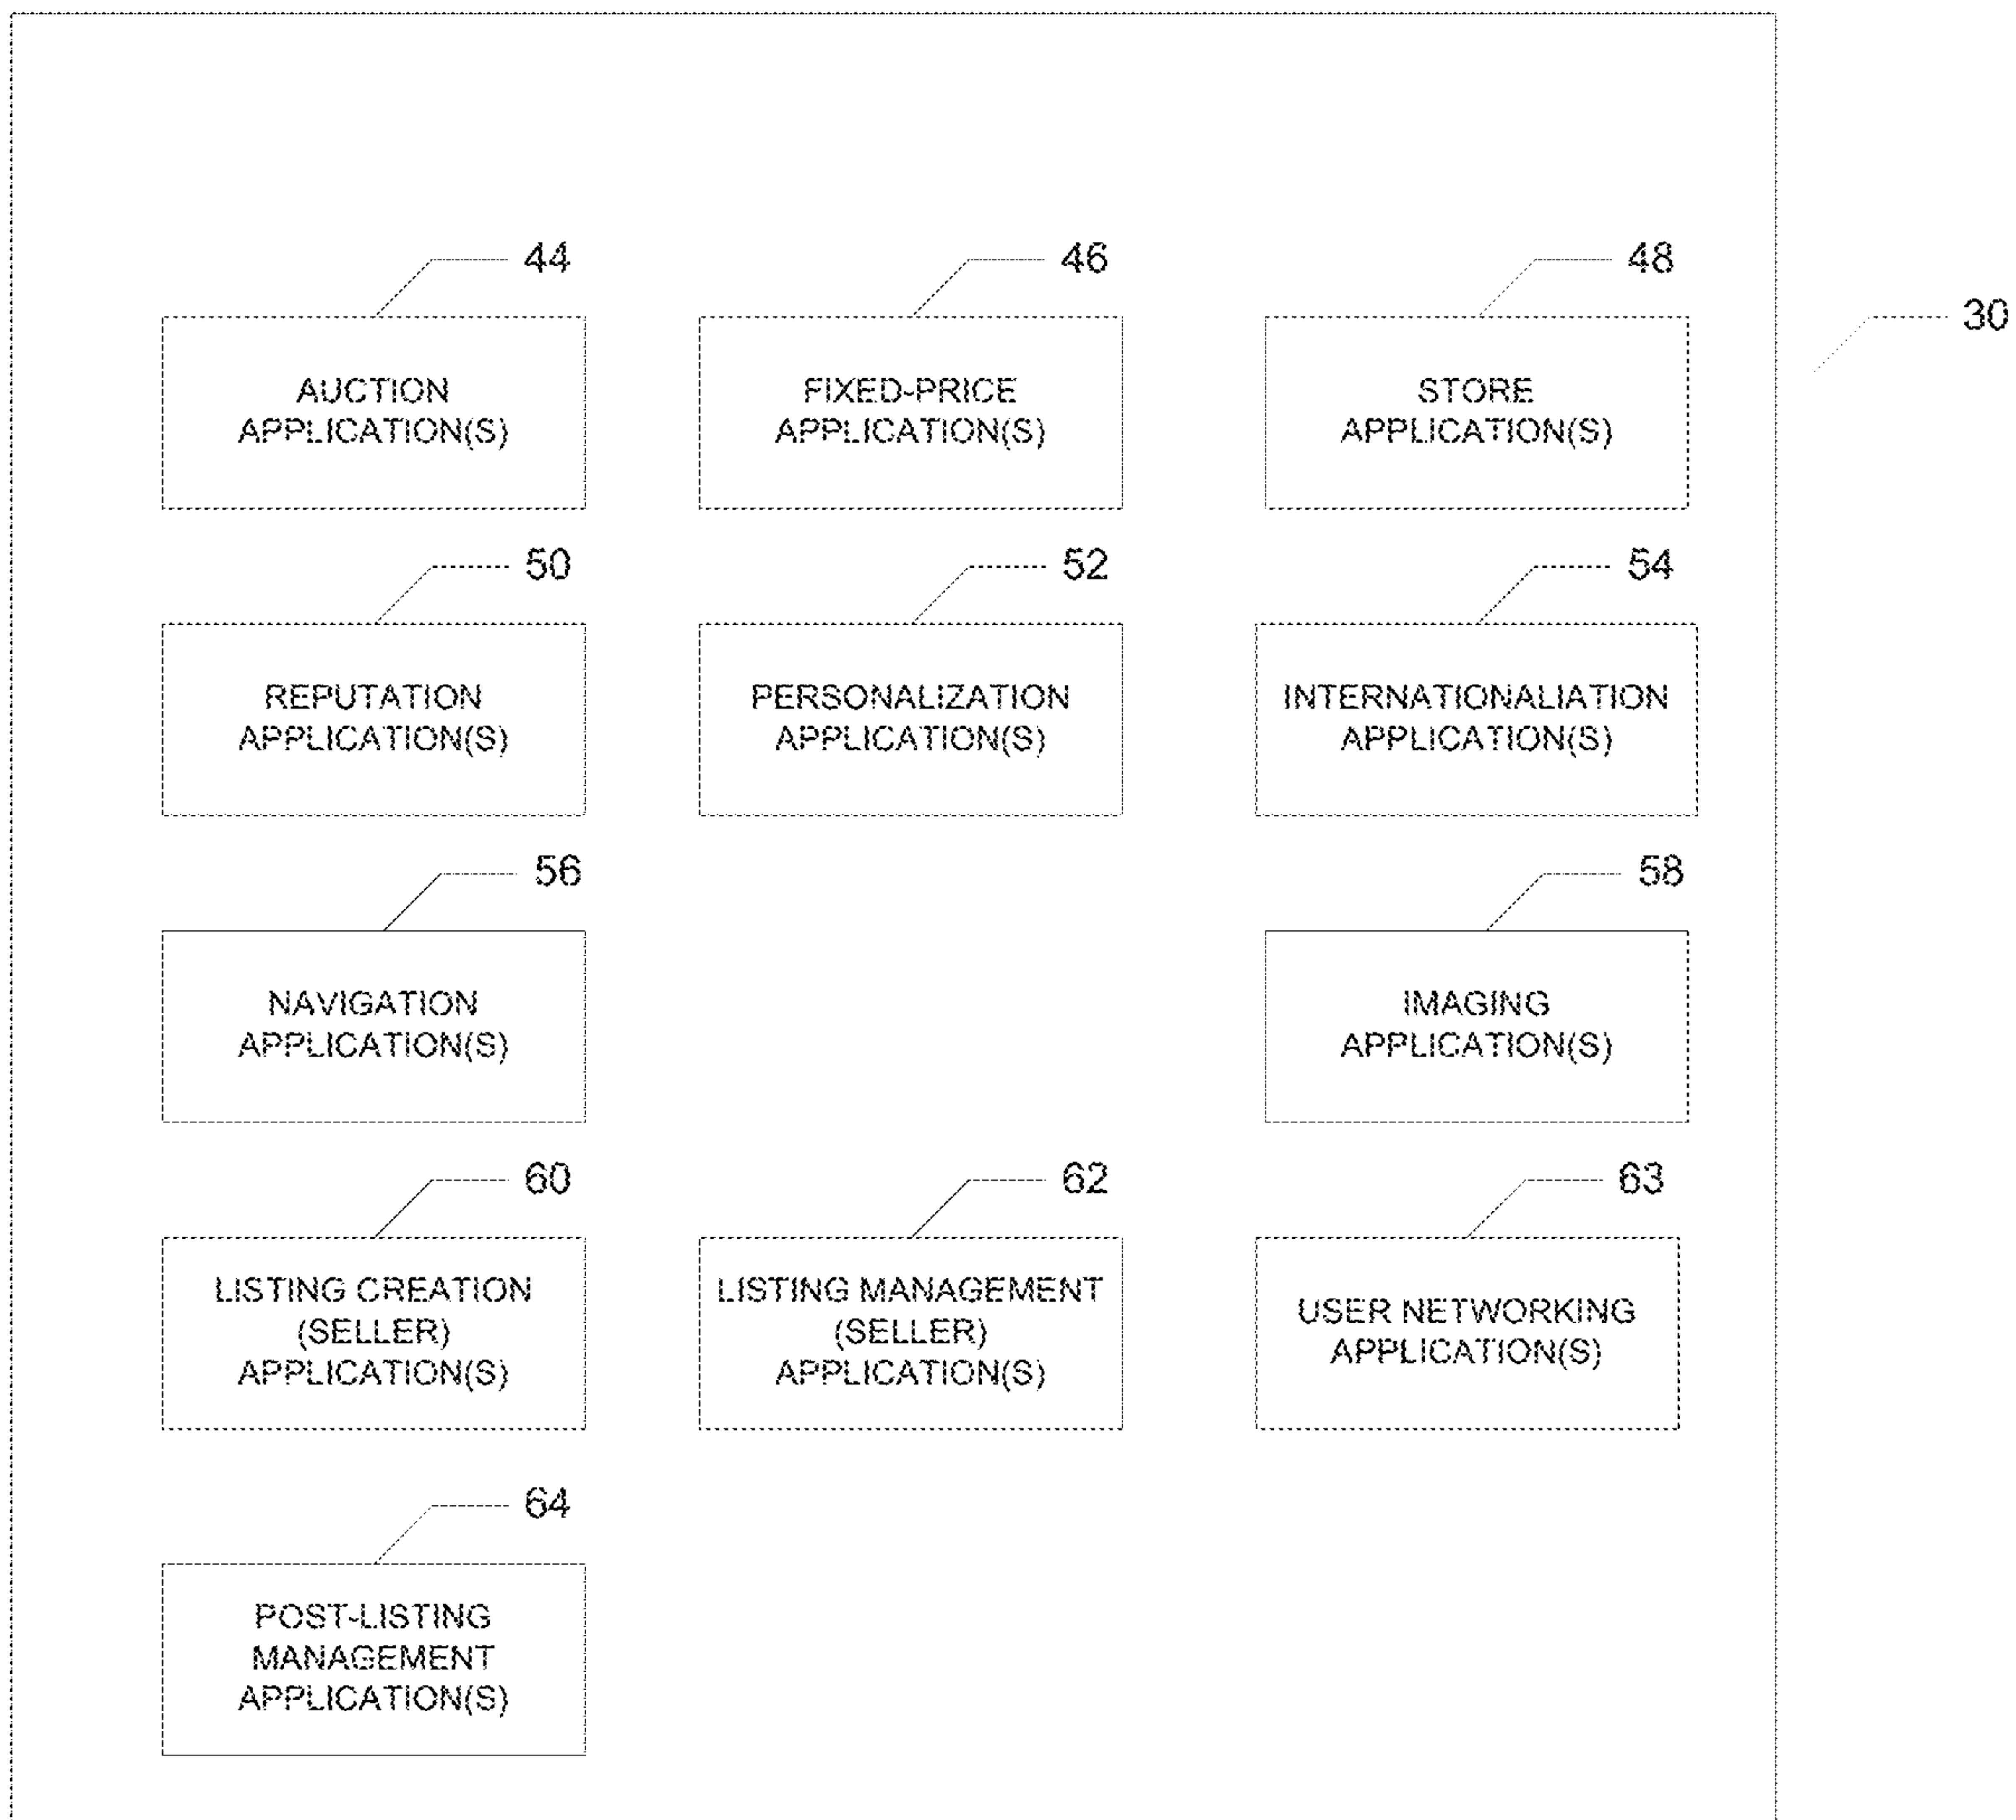 44
46
48
30
AUCTION
APPLICATION(S)
FIXED-PRICE
APPLICATION(S)
STORE
APPLICATION(S)
50
52
54
REPUTATION
APPLICATION(S)
PERSONALIZATION
APPLICATION(S)
INTERNATIONALIATION
APPLICATION(S)
56
58
NAVIGATION
APPLICATION(S)
IMAGING
APPLICATION(S)
60
62
63
LISTING CREATION
(SELLER)
APPLICATION(S)
LISTING MANAGEMENT
(SELLER)
APPLICATION(S)
USER NETWORKING
APPLICATION(S)
64
POST-LISTING
MANAGEMENT
APPLICATION(S)